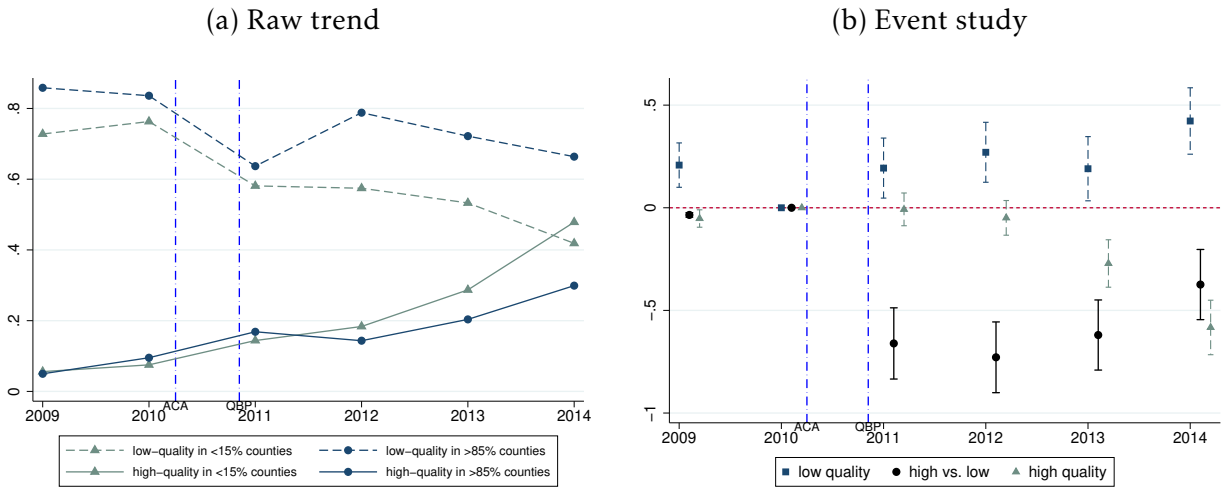 (a) Raw trend
.8
.6
.4
.2
0
2009 2010 2011 2012 2013 2014
ACA QBP
low−quality in <15% counties low−quality in >85% counties
high−quality in <15% counties high−quality in >85% counties
(b) Event study
.5
0
−.5
−1
2009 2010 2011 2012 2013 2014
ACA QBP
low quality high vs. low high quality